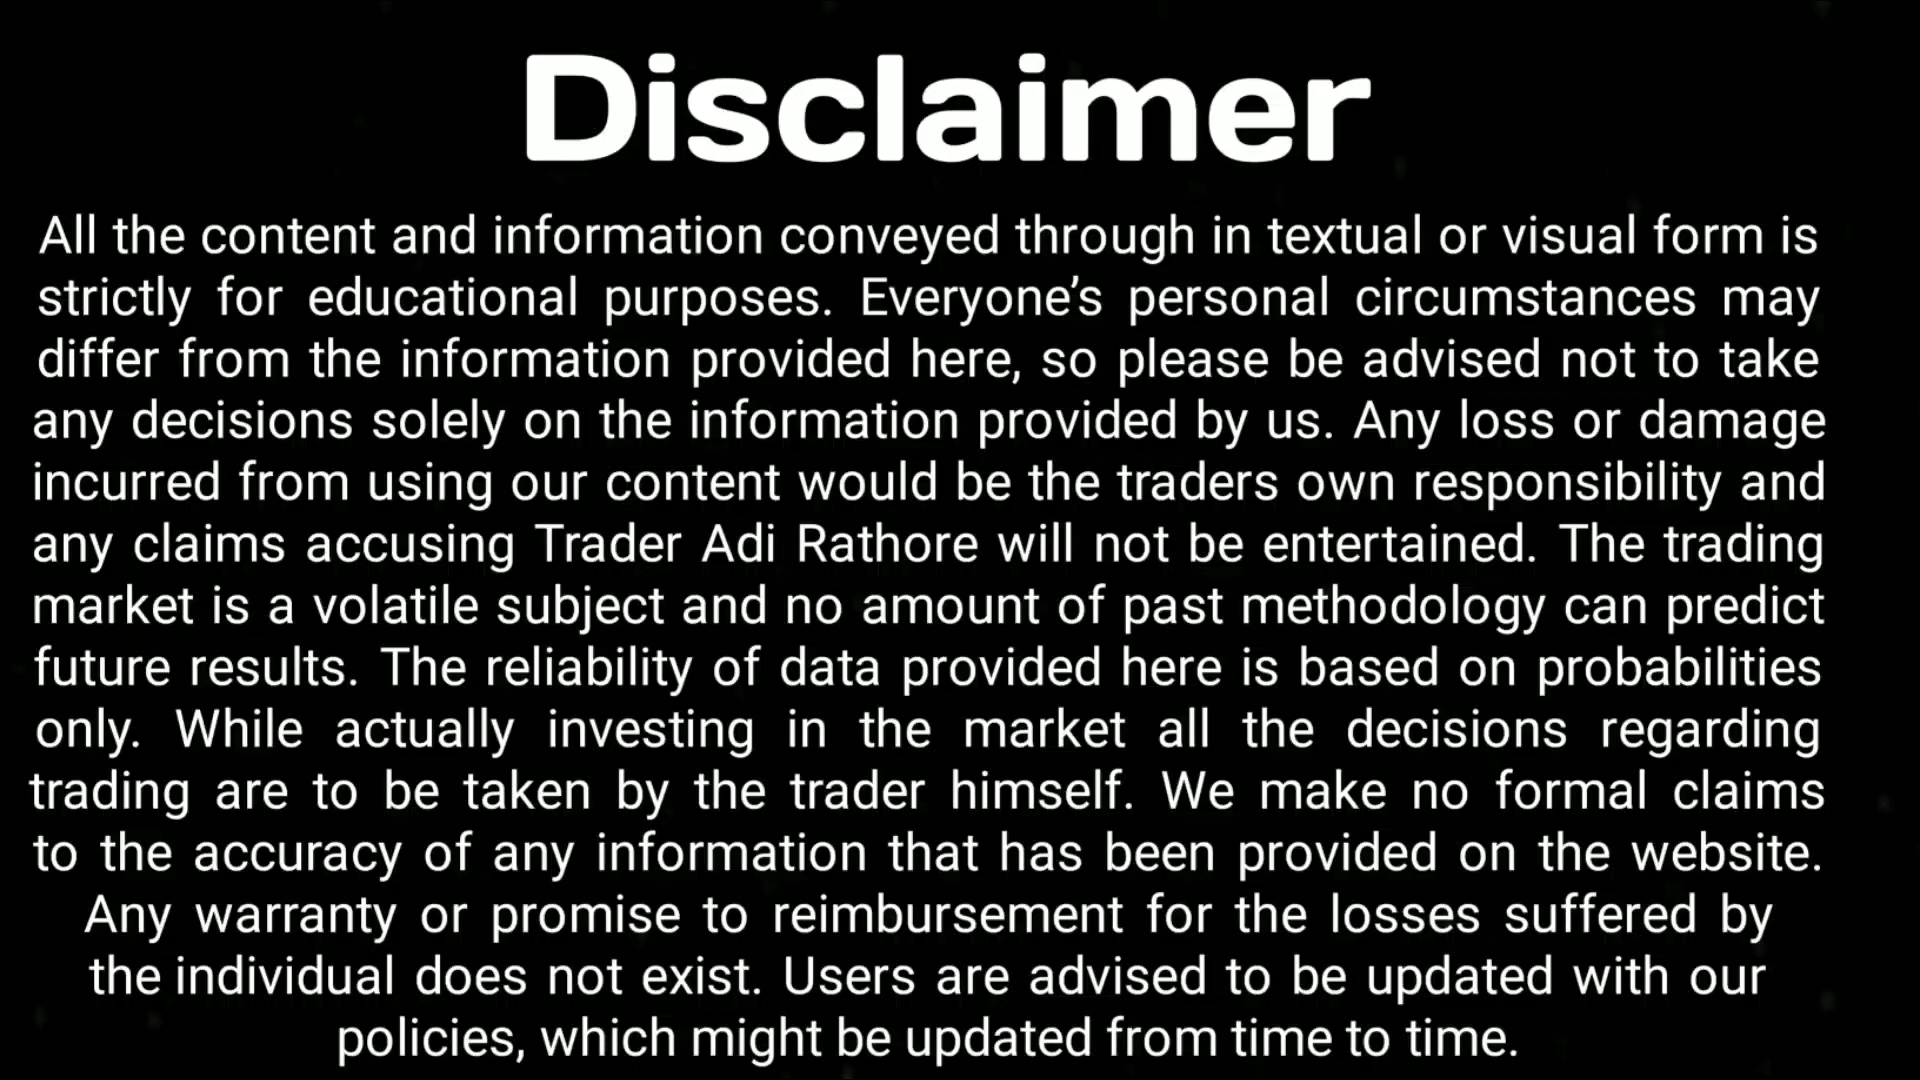 Disclaimer
All the content and information conveyed through in textual or visual form is
strictly for educational purposes. Everyone’s personal circumstances may
differ from the information provided here, so please be advised not to take
any decisions solely on the information provided by us. Any loss or damage
incurred from using our content would be the traders own responsibility and
any claims accusing Trader Adi Rathore will not be entertained. The trading
market is a volatile subject and no amount of past methodology can predict
future results. The reliability of data provided here is based on probabilities
only. While actually investing in the market all the decisions regarding
trading are to be taken by the trader himself. We make no formal claims
to the accuracy of any information that has been provided on the website.
Any warranty or promise to reimbursement for the losses suffered by
the individual does not exist. Users are advised to be updated with our
policies, which might be updated from time to time.